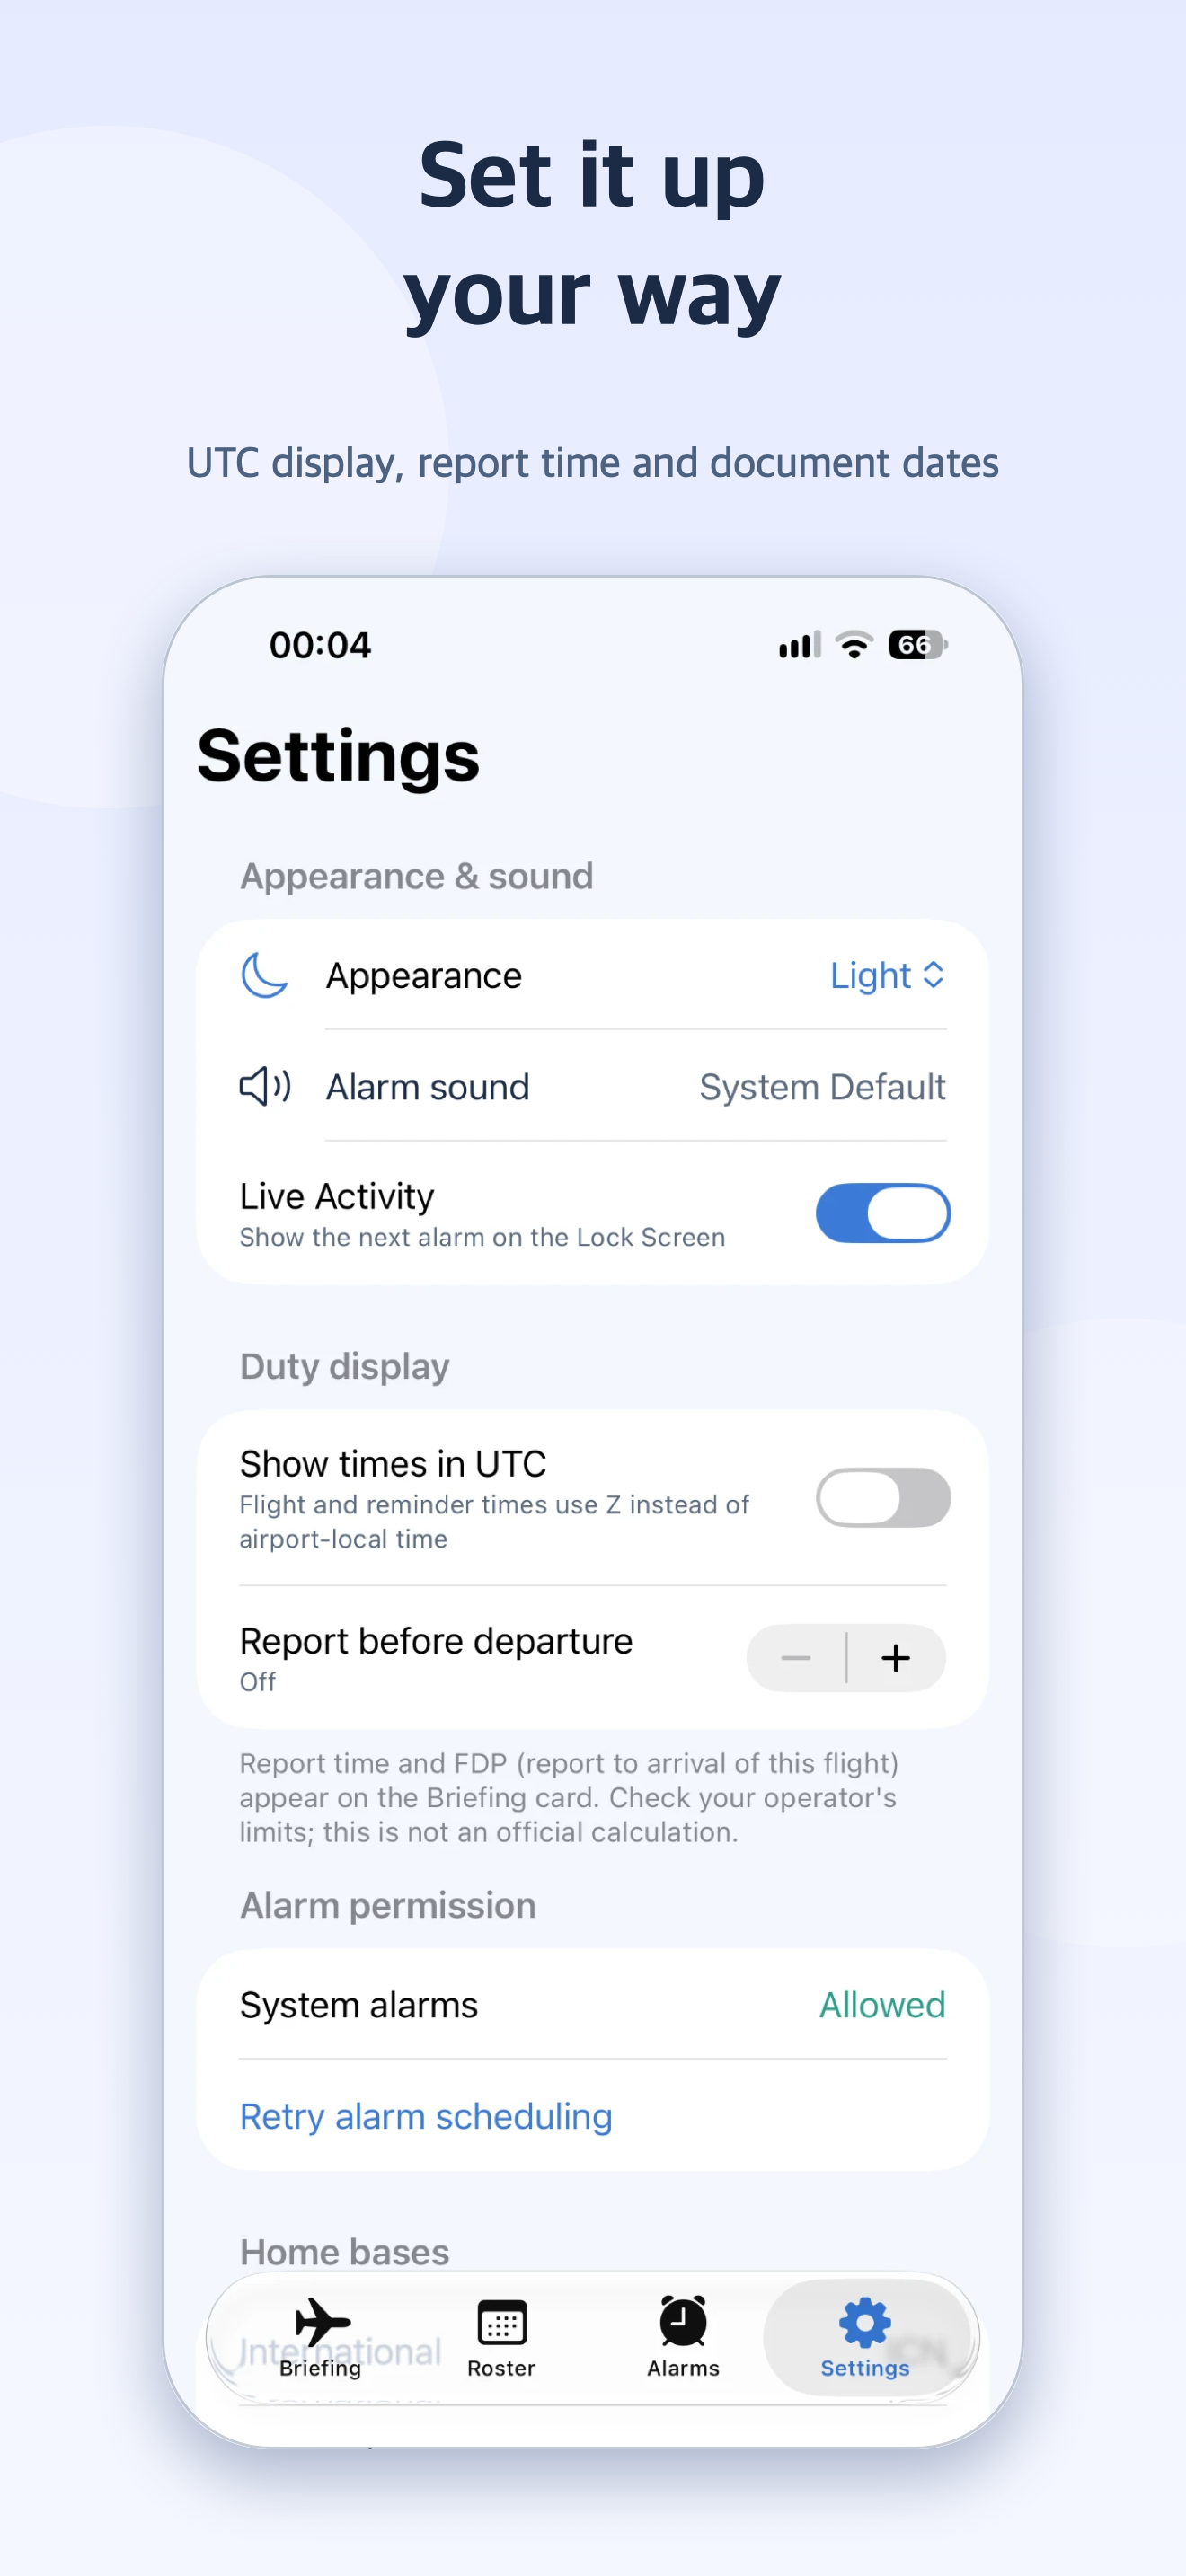 Set it up
your way
UTC display, report time and document dates
00:04
66
Settings
Appearance & sound
Appearance
Light
Alarm sound
System Default
Live Activity
Show the next alarm on the Lock Screen
Duty display
Show times in UTC
Flight and reminder times use Z instead of
airport-local time
Report before departure
Off
Report time and FDP (report to arrival of this flight)
appear on the Briefing card. Check your operator's
limits; this is not an official calculation.
Alarm permission
System alarms
Allowed
Retry alarm scheduling
Home bases
International
Briefing
Roster
Alarms
Settings